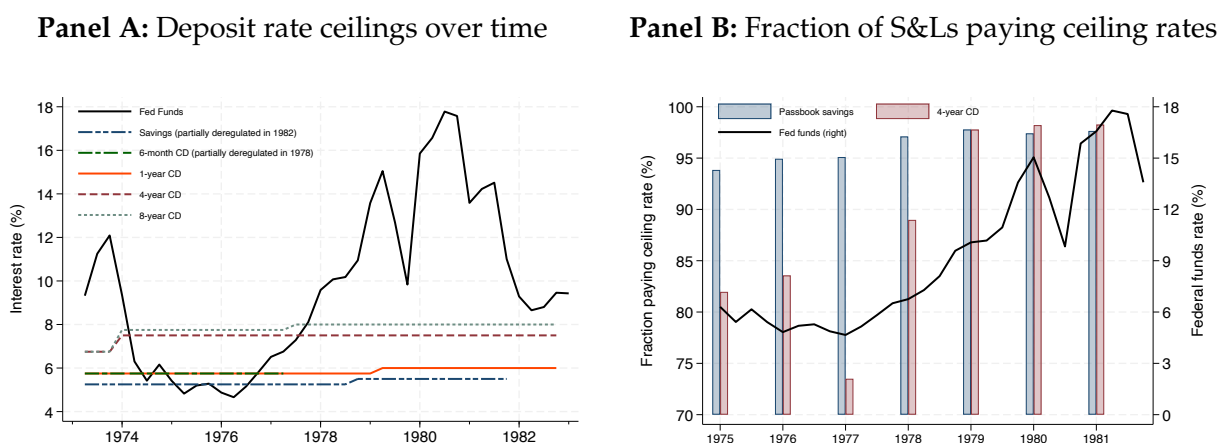 Panel A: Deposit rate ceilings over time
Interest rate (%)
18
16
14
12
10
8
6
4
Fed Funds
Savings (partially deregulated in 1982)
6-month CD (partially deregulated in 1978)
1-year CD
4-year CD
8-year CD
1974 1976 1978 1980 1982
Panel B: Fraction of S&Ls paying ceiling rates
Fraction paying ceiling rate (%)
100
95
90
85
80
75
70
Passbook savings 4-year CD
Fed funds (right)
18
15
12
9
6
3
0
Federal funds rate (%)
1975 1976 1977 1978 1979 1980 1981